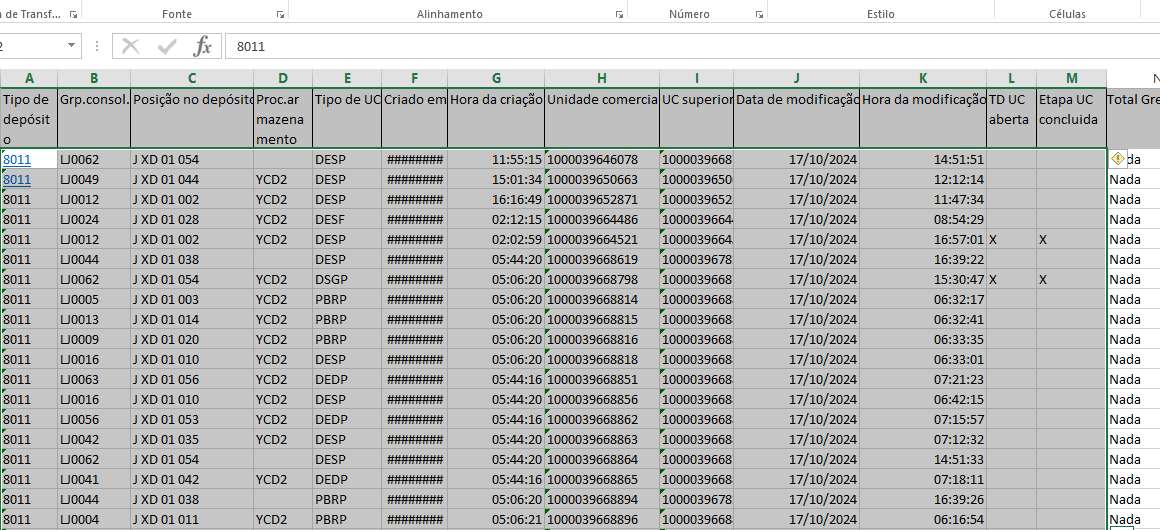 de Transf... Fonte Alinhamento Número Estilo Células
2 fx 8011
A B C D E F G H I J K L M N
Tipo de depósito Grp.consol. Posição no depósito Proc.armazenamento Tipo de UC Criado em Hora da criação Unidade comercia UC superior Data de modificação Hora da modificação TD UC aberta Etapa UC concluida Total Gre
8011 LJ0062 J XD 01 054 DESP ######## 11:55:15 1000039646078 1000039668 17/10/2024 14:51:51 da
8011 LJ0049 J XD 01 044 YCD2 DESP ######## 15:01:34 1000039650663 1000039650 17/10/2024 12:12:14 Nada
8011 LJ0012 J XD 01 002 YCD2 DESP ######## 16:16:49 1000039652871 1000039652 17/10/2024 11:47:34 Nada
8011 LJ0024 J XD 01 028 YCD2 DESF ######## 02:12:15 1000039664486 1000039664 17/10/2024 08:54:29 Nada
8011 LJ0012 J XD 01 002 YCD2 DESP ######## 02:02:59 1000039664521 1000039664 17/10/2024 16:57:01 X X Nada
8011 LJ0044 J XD 01 038 DESP ######## 05:44:20 1000039668619 1000039678 17/10/2024 16:39:22 Nada
8011 LJ0062 J XD 01 054 YCD2 DSGP ######## 05:06:20 1000039668798 1000039668 17/10/2024 15:30:47 X X Nada
8011 LJ0005 J XD 01 003 YCD2 PBRP ######## 05:06:20 1000039668814 1000039668 17/10/2024 06:32:17 Nada
8011 LJ0013 J XD 01 014 YCD2 PBRP ######## 05:06:20 1000039668815 1000039668 17/10/2024 06:32:41 Nada
8011 LJ0009 J XD 01 020 YCD2 PBRP ######## 05:06:20 1000039668816 1000039668 17/10/2024 06:33:35 Nada
8011 LJ0016 J XD 01 010 YCD2 DESP ######## 05:06:20 1000039668818 1000039668 17/10/2024 06:33:01 Nada
8011 LJ0063 J XD 01 056 YCD2 DEDP ######## 05:44:16 1000039668851 1000039668 17/10/2024 07:21:23 Nada
8011 LJ0016 J XD 01 010 YCD2 DESP ######## 05:44:20 1000039668856 1000039668 17/10/2024 06:42:15 Nada
8011 LJ0056 J XD 01 053 YCD2 DEDP ######## 05:44:16 1000039668862 1000039668 17/10/2024 07:15:57 Nada
8011 LJ0042 J XD 01 035 YCD2 DESP ######## 05:44:20 1000039668863 1000039668 17/10/2024 07:12:32 Nada
8011 LJ0062 J XD 01 054 DESP ######## 05:44:20 1000039668864 1000039668 17/10/2024 14:51:33 Nada
8011 LJ0041 J XD 01 042 YCD2 DEDP ######## 05:44:16 1000039668865 1000039668 17/10/2024 07:18:11 Nada
8011 LJ0044 J XD 01 038 PBRP ######## 05:06:20 1000039668894 1000039678 17/10/2024 16:39:26 Nada
8011 LJ0004 J XD 01 011 YCD2 PBRP ######## 05:06:21 1000039668896 1000039668 17/10/2024 06:16:54 Nada